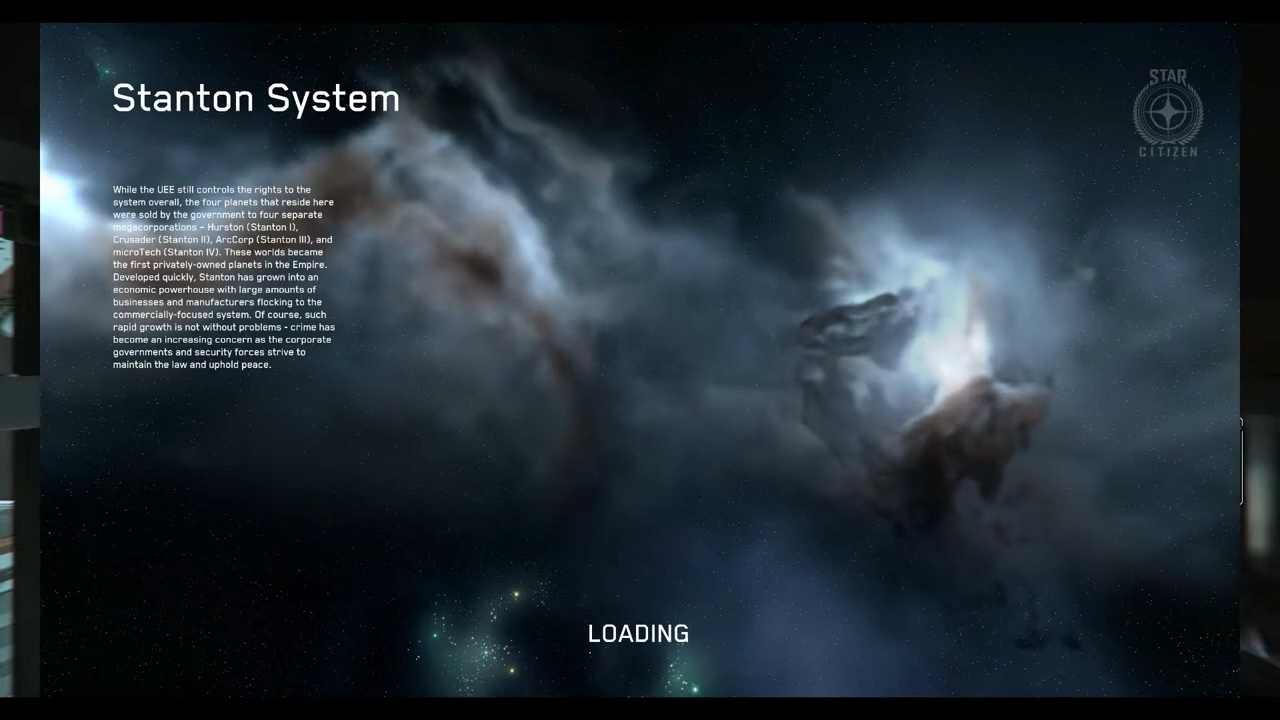 Stanton System
STAR
CITIZEN
While the UEE still controls the rights to the
system overall, the four planets that reside here
were sold by the government to four separate
megacorporations – Hurston (Stanton I),
Crusader (Stanton II), ArcCorp (Stanton III), and
microTech (Stanton IV). These worlds became
the first privately-owned planets in the Empire.
Developed quickly, Stanton has grown into an
economic powerhouse with large amounts of
businesses and manufacturers flocking to the
commercially-focused system. Of course, such
rapid growth is not without problems - crime has
become an increasing concern as the corporate
governments and security forces strive to
maintain the law and uphold peace.
LOADING